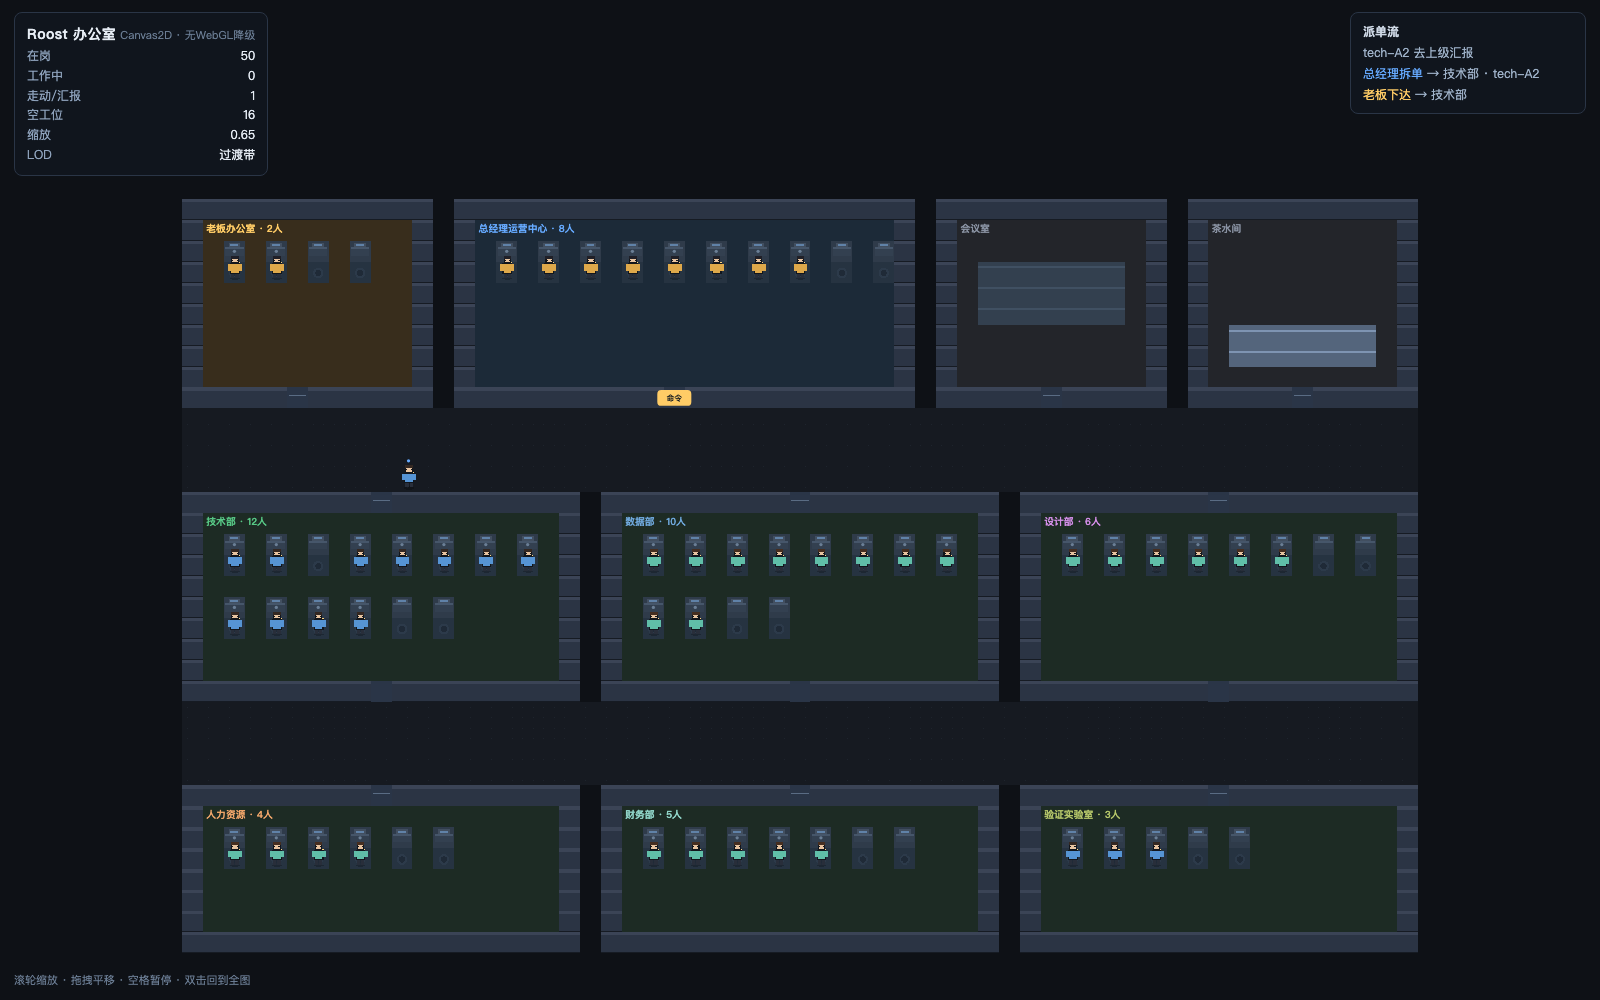 Roost 办公室 Canvas2D · 无WebGL降级
在岗 50
工作中 0
走动/汇报 1
空工位 16
缩放 0.65
LOD 过渡带
派单流
tech-A2 去上级汇报
总经理拆单 → 技术部 · tech-A2
老板下达 → 技术部
老板办公室 · 2人
总经理运营中心 · 8人
会议室
茶水间
命令
技术部 · 12人
数据部 · 10人
设计部 · 6人
人力资源 · 4人
财务部 · 5人
验证实验室 · 3人
滚轮缩放 · 拖拽平移 · 空格暂停 · 双击回到全图